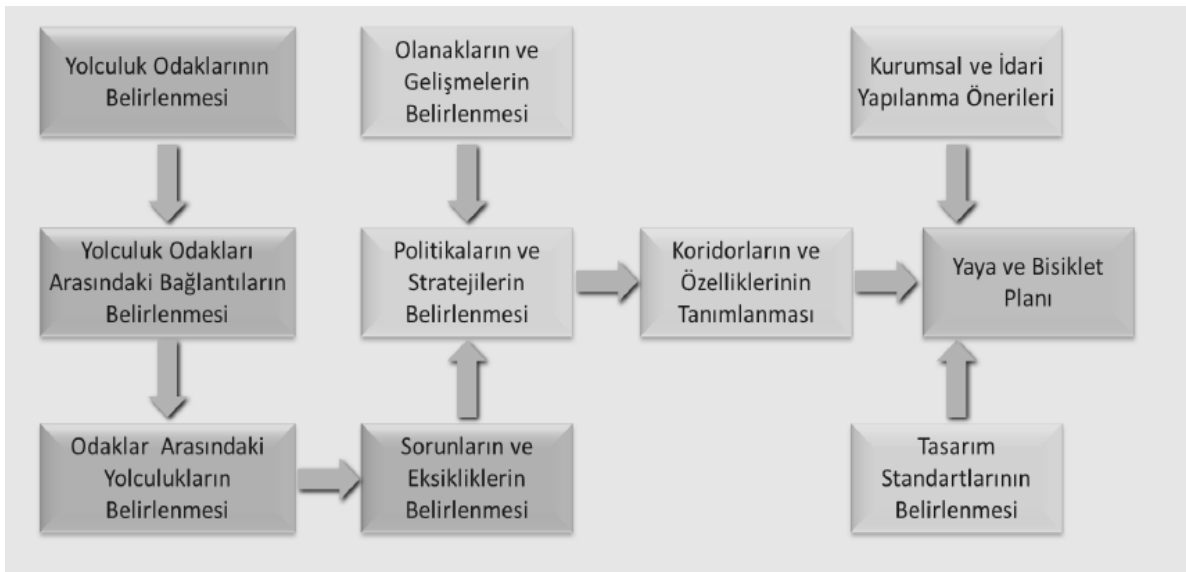 Yolculuk Odaklarının
Belirlenmesi
Olanakların ve
Gelişmelerin
Belirlenmesi
Kurumsal ve İdari
Yapılanma Önerileri
Yolculuk Odakları
Arasındaki Bağlantıların
Belirlenmesi
Politikaların ve
Stratejilerin
Belirlenmesi
Koridorların ve
Özelliklerinin
Tanımlanması
Yaya ve Bisiklet
Planı
Odaklar Arasındaki
Yolculukların
Belirlenmesi
Sorunların ve
Eksikliklerin
Belirlenmesi
Tasarım
Standartlarının
Belirlenmesi